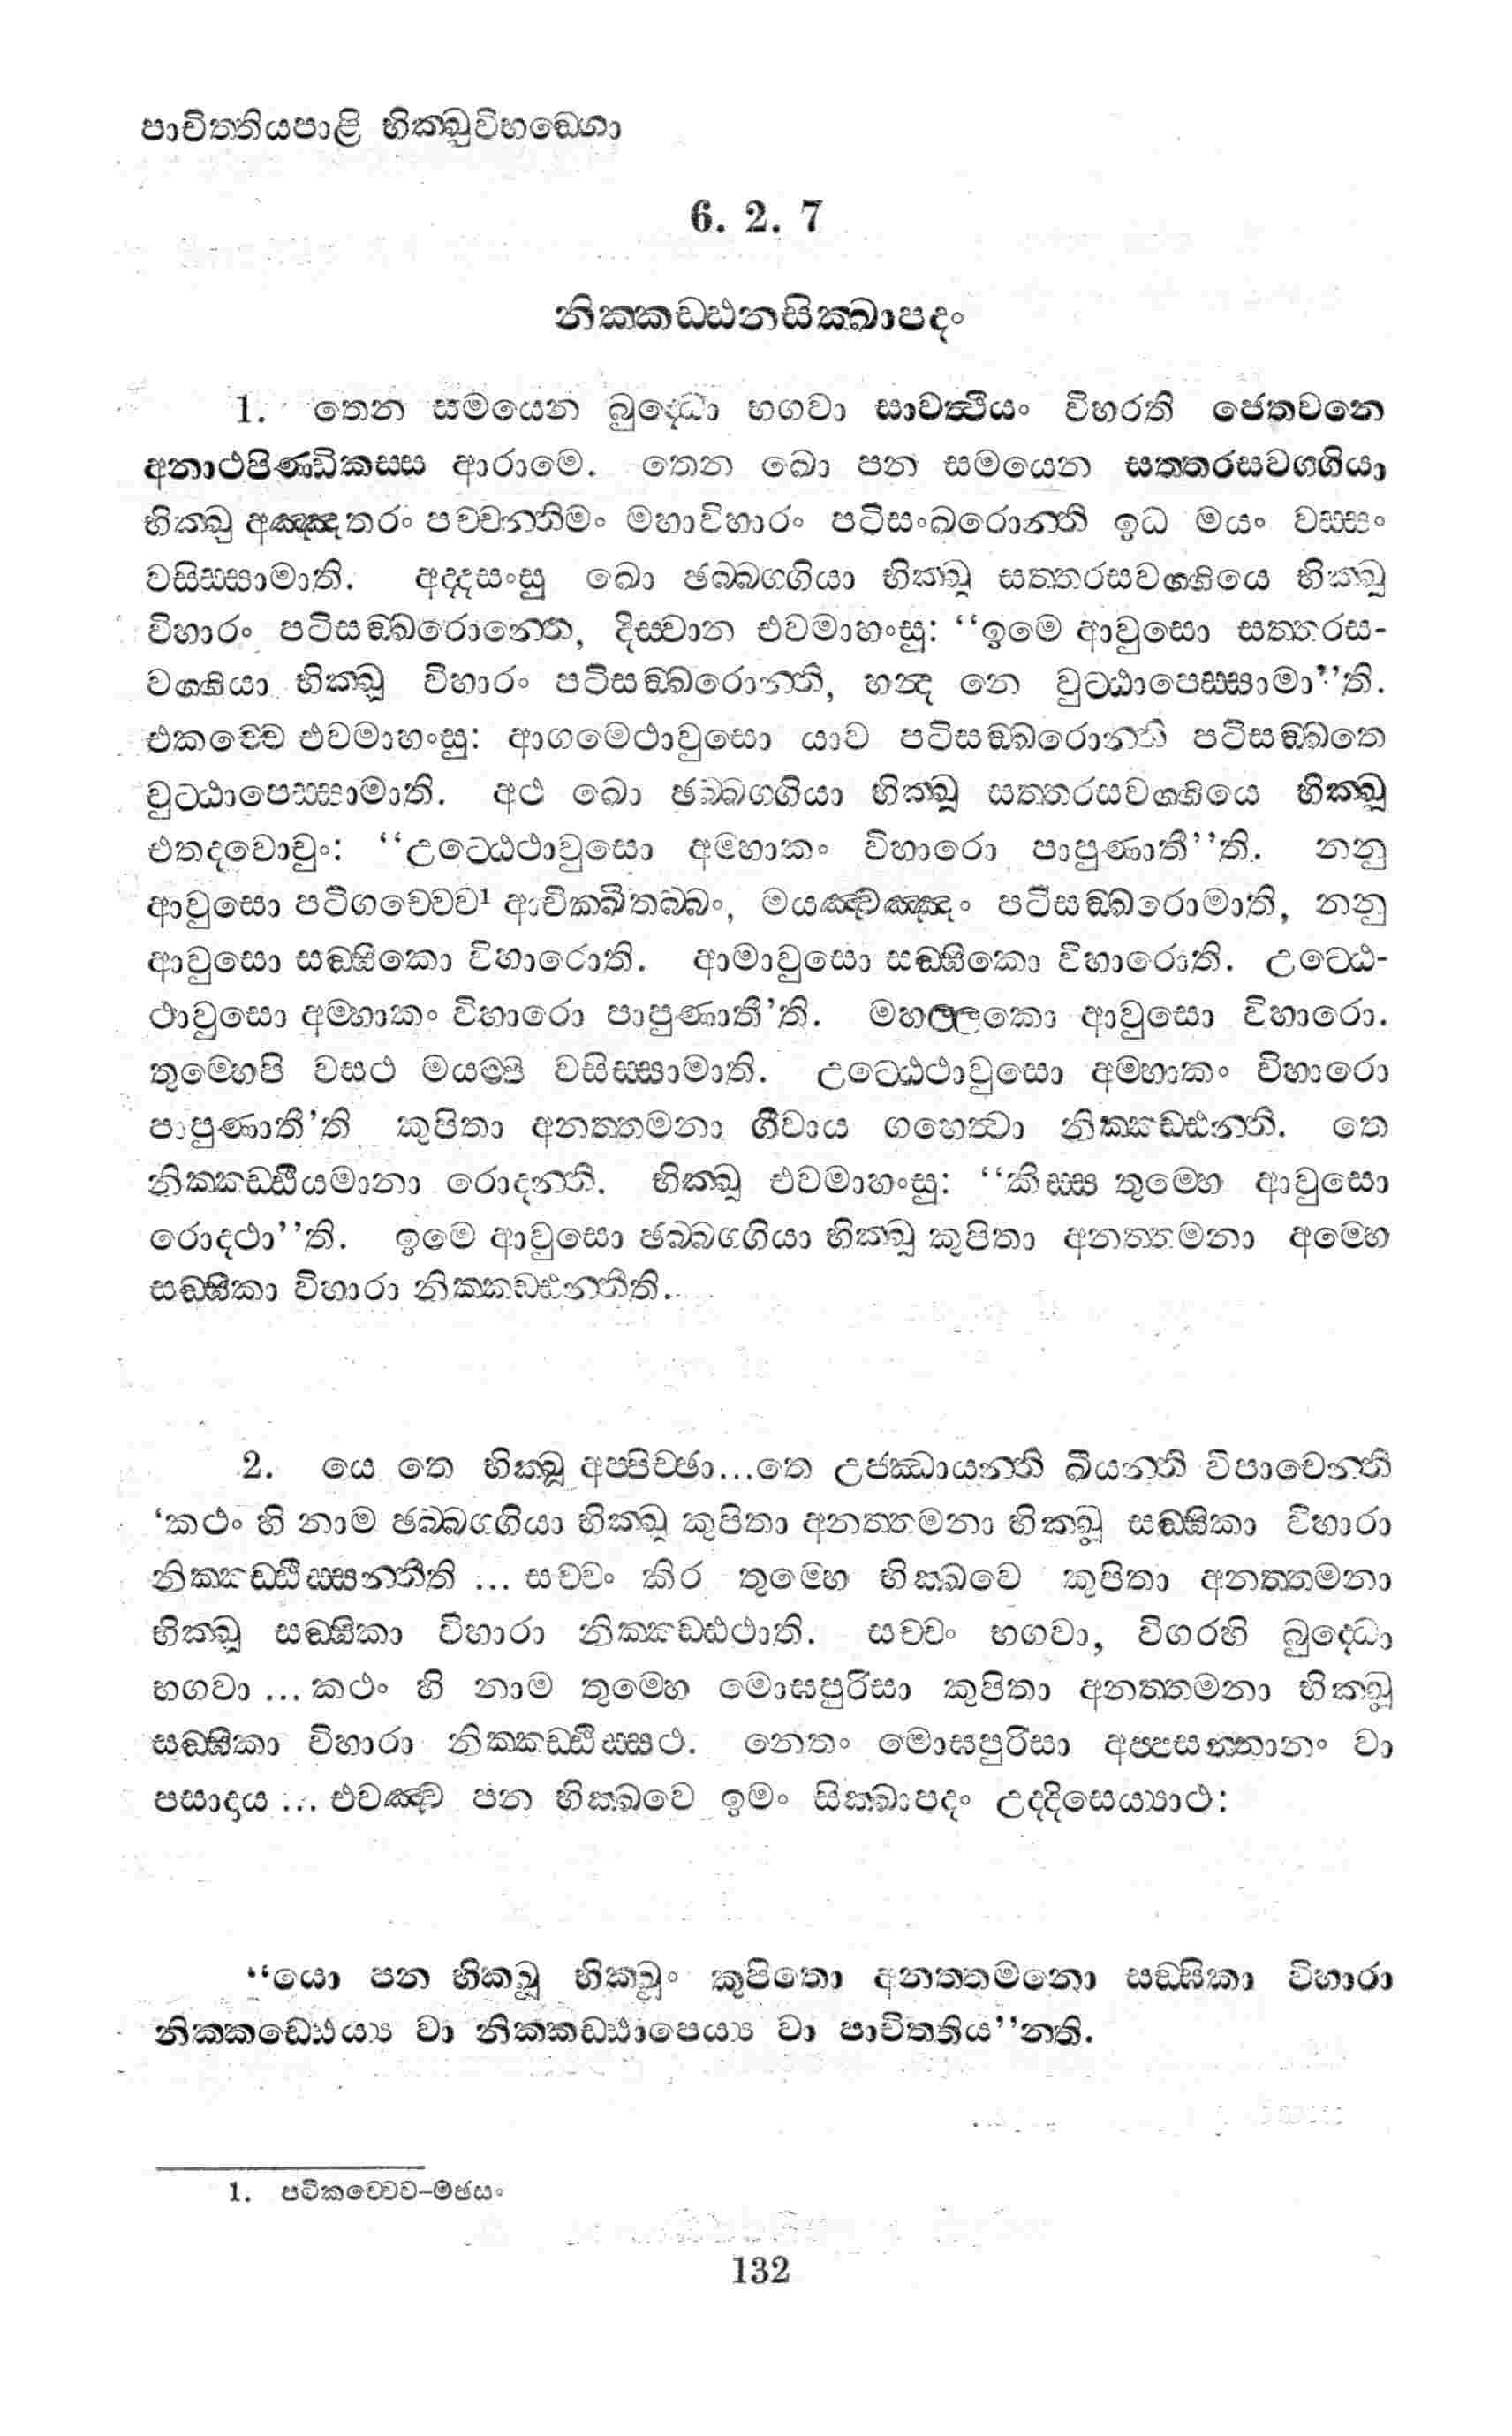 පාචිත්තියපාළි භික්ඛුවිභඞ්ගො
6. 2. 7
නික්කඩ්ඪනසික්ඛාපදං
1. තෙන සමයෙන බුද්ධො භගවා සාවත්ථියං විහරති ජෙතවනෙ
අනාථපිණ්ඩිකස්ස ආරාමෙ. තෙන ඛො පන සමයෙන සත්තරසවග්ගියා
භික්ඛු අඤ්ඤතරං පච්චන්තිමං මහාවිහාරං පටිසංඛරොන්ති ඉධ මයං වස්සං
වසිස්සාමාති. අද්දසංසු ඛො ඡබ්බග්ගියා භික්ඛූ සත්තරසවග්ගියෙ භික්ඛූ
විහාරං පටිසඞ්ඛරොන්තෙ, දිස්වාන එවමාහංසු: “ඉමෙ ආවුසො සත්තරස-
වග්ගියා භික්ඛූ විහාරං පටිසඞ්ඛරොන්ති, හන්ද නෙ වුට්ඨාපෙස්සාමා”ති.
එකච්චෙ එවමාහංසු: ආගමෙථාවුසො යාව පටිසඞ්ඛරොන්ති පටිසඞ්ඛතෙ
වුට්ඨාපෙස්සාමාති. අථ ඛො ඡබ්බග්ගියා භික්ඛූ සත්තරසවග්ගියෙ භික්ඛූ
එතදවොචුං: “උට්ඨෙථාවුසො අම්හාකං විහාරො පාපුණාතී”ති. නනු
ආවුසො පටිගච්චෙව¹ ආචික්ඛිතබ්බං, මයඤ්චඤ්ඤං පටිසඞ්ඛරොමාති, නනු
ආවුසො සඞ්ඝිකො විහාරොති. ආමාවුසො සඞ්ඝිකො විහාරොති. උට්ඨෙ-
ථාවුසො අම්හාකං විහාරො පාපුණාතී’ති. මහල්ලකො ආවුසො විහාරො.
තුම්හෙපි වසථ මයම්පි වසිස්සාමාති. උට්ඨෙථාවුසො අම්හාකං විහාරො
පාපුණාතී’ති කුපිතා අනත්තමනා ගීවාය ගහෙත්වා නික්කඩ්ඪන්ති. තෙ
නික්කඩ්ඪීයමානා රොදන්ති. භික්ඛූ එවමාහංසු: “කිස්ස තුම්හෙ ආවුසො
රොදථා”ති. ඉමෙ ආවුසො ඡබ්බග්ගියා භික්ඛූ කුපිතා අනත්තමනා අම්හෙ
සඞ්ඝිකා විහාරා නික්කඩ්ඪන්තීති.
2. යෙ තෙ භික්ඛූ අප්පිච්ඡා...තෙ උජ්ඣායන්ති ඛීයන්ති විපාචෙන්ති
‘කථං හි නාම ඡබ්බග්ගියා භික්ඛූ කුපිතා අනත්තමනා භික්ඛූ සඞ්ඝිකා විහාරා
නික්කඩ්ඪිස්සන්තීති ... සච්චං කිර තුම්හෙ භික්ඛවෙ කුපිතා අනත්තමනා
භික්ඛූ සඞ්ඝිකා විහාරා නික්කඩ්ඪථාති. සච්චං භගවා, විගරහි බුද්ධො
භගවා ... කථං හි නාම තුම්හෙ මොඝපුරිසා කුපිතා අනත්තමනා භික්ඛූ
සඞ්ඝිකා විහාරා නික්කඩ්ඪිස්සථ. නෙතං මොඝපුරිසා අප්පසන්නානං වා
පසාදාය ... එවඤ්ච පන භික්ඛවෙ ඉමං සික්ඛාපදං උද්දිසෙය්‍යාථ:
“යො පන භික්ඛූ භික්ඛුං කුපිතො අනත්තමනො සඞ්ඝිකා විහාරා
නික්කඩ්ඪෙය්‍ය වා නික්කඩ්ඪාපෙය්‍ය වා පාචිත්තිය”න්ති.
1. පටිකච්චෙව–මජසං
132